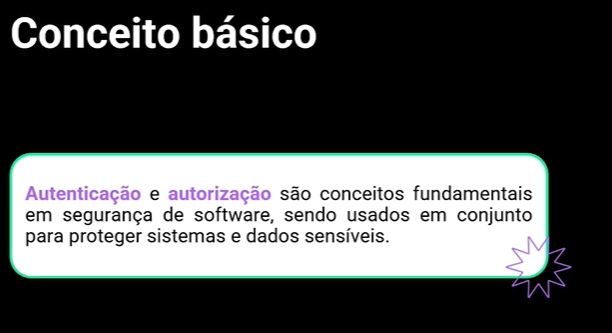 Conceito básico
Autenticação e autorização são conceitos fundamentais
em segurança de software, sendo usados em conjunto
para proteger sistemas e dados sensíveis.